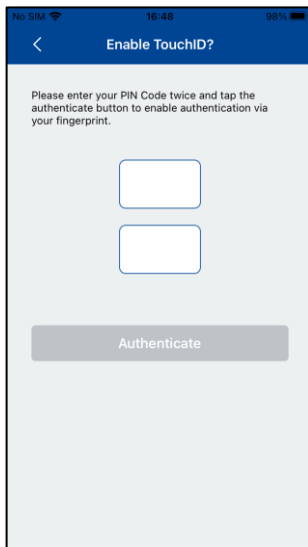 No SIM 16:48 98%
Enable TouchID?
Please enter your PIN Code twice and tap the
authenticate button to enable authentication via
your fingerprint.
Authenticate